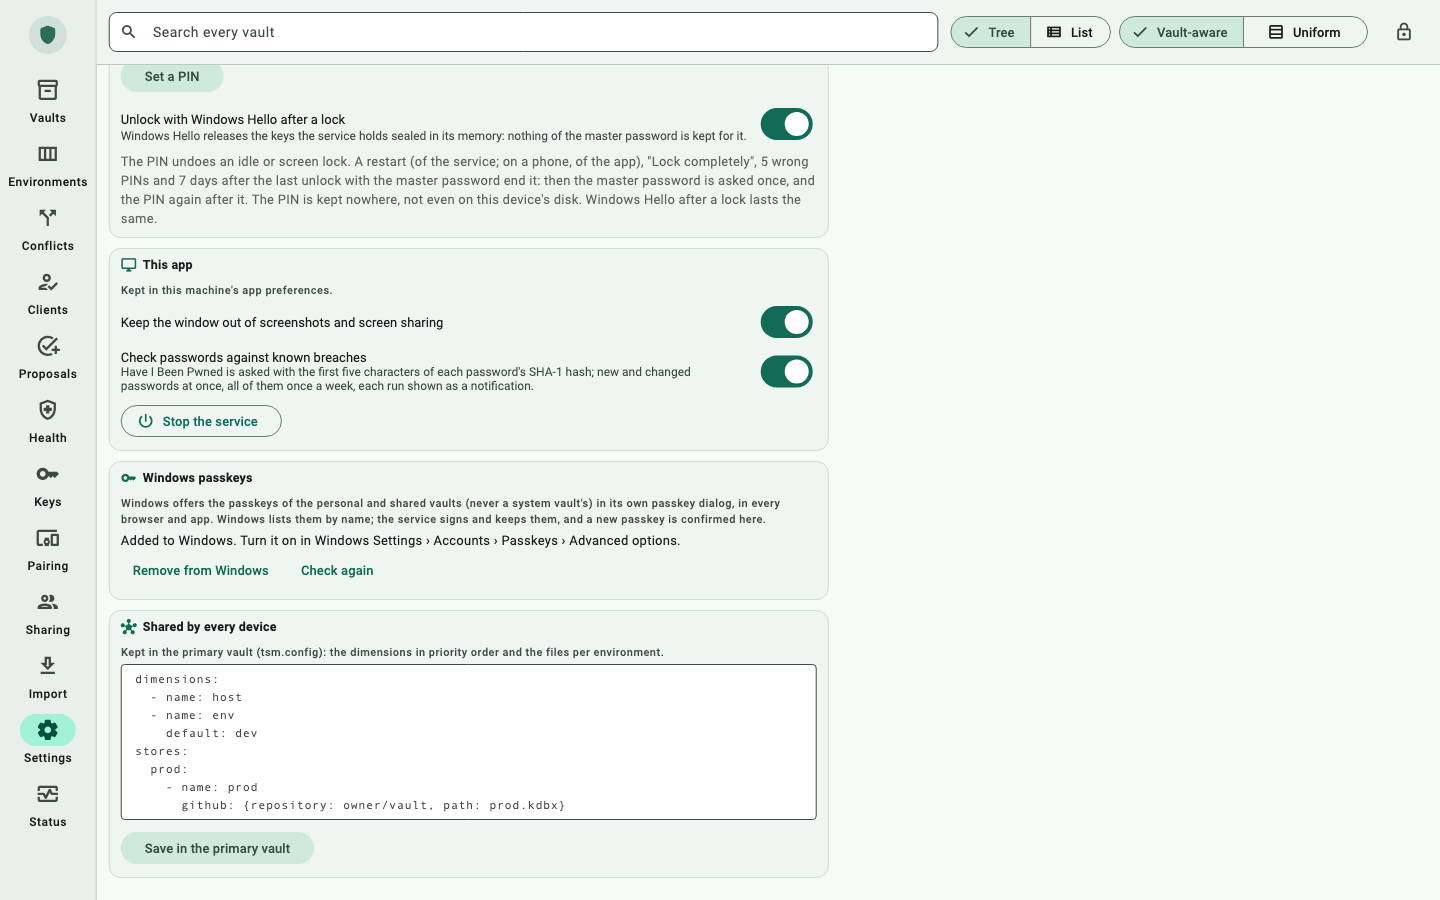 Search every vault
Tree
List
Vault-aware
Uniform
Vaults
Environments
Conflicts
Clients
Proposals
Health
Keys
Pairing
Sharing
Import
Settings
Status
Set a PIN
Unlock with Windows Hello after a lock
Windows Hello releases the keys the service holds sealed in its memory: nothing of the master password is kept for it.
The PIN undoes an idle or screen lock. A restart (of the service; on a phone, of the app), "Lock completely", 5 wrong
PINs and 7 days after the last unlock with the master password end it: then the master password is asked once, and
the PIN again after it. The PIN is kept nowhere, not even on this device's disk. Windows Hello after a lock lasts the
same.
This app
Kept in this machine's app preferences.
Keep the window out of screenshots and screen sharing
Check passwords against known breaches
Have I Been Pwned is asked with the first five characters of each password's SHA-1 hash; new and changed
passwords at once, all of them once a week, each run shown as a notification.
Stop the service
Windows passkeys
Windows offers the passkeys of the personal and shared vaults (never a system vault's) in its own passkey dialog, in every
browser and app. Windows lists them by name; the service signs and keeps them, and a new passkey is confirmed here.
Added to Windows. Turn it on in Windows Settings › Accounts › Passkeys › Advanced options.
Remove from Windows
Check again
Shared by every device
Kept in the primary vault (tsm.config): the dimensions in priority order and the files per environment.
dimensions:
  - name: host
  - name: env
    default: dev
stores:
  prod:
    - name: prod
      github: {repository: owner/vault, path: prod.kdbx}
Save in the primary vault